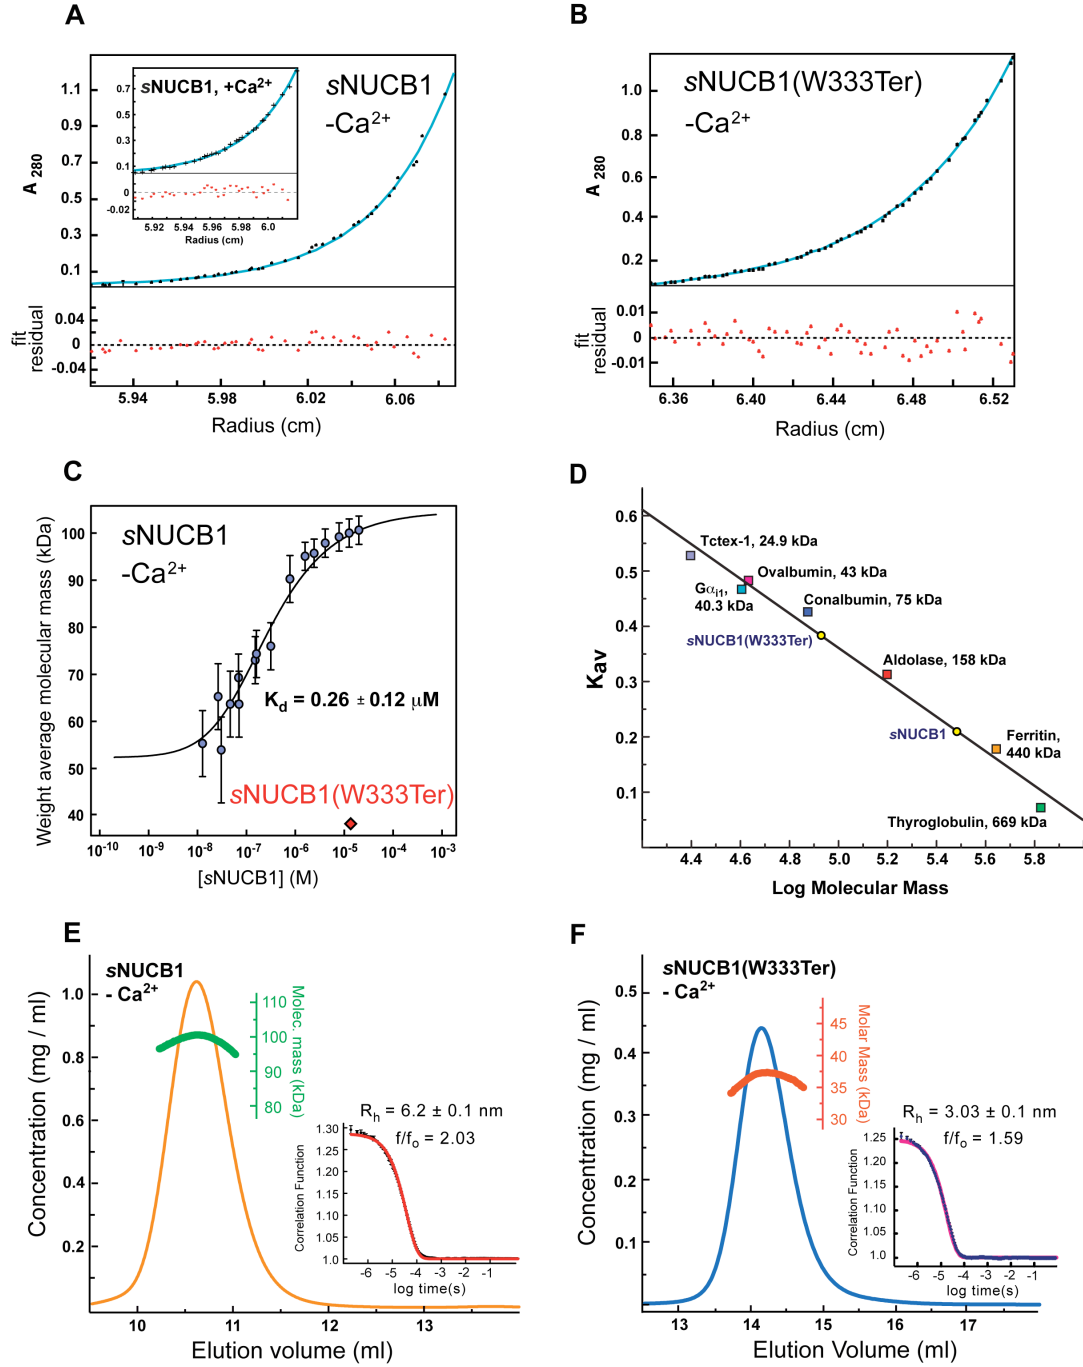 A
sNUCB1, +Ca2+
sNUCB1
-Ca2+
1.1
0.9
0.7
0.5
0.3
0.1
A 280
0.7
0.5
0.3
0.1
0
-0.02
5.92 5.94 5.96 5.98 6.0
Radius (cm)
0.04
0
-0.04
fit
residual
5.94 5.98 6.02 6.06
Radius (cm)
B
sNUCB1(W333Ter)
-Ca2+
1.0
0.8
0.6
0.4
0.2
A 280
0.01
0
-0.01
fit
residual
6.36 6.40 6.44 6.48 6.52
Radius (cm)
C
sNUCB1
-Ca2+
100
90
80
70
60
50
40
Weight average molecular mass (kDa)
Kd = 0.26 ± 0.12 μM
sNUCB1(W333Ter)
10-10 10-9 10-8 10-7 10-6 10-5 10-4 10-3
[sNUCB1] (M)
D
0.6
0.5
0.4
0.3
0.2
0.1
Kav
Tctex-1, 24.9 kDa
Ovalbumin, 43 kDa
Gαi1,
40.3 kDa
Conalbumin, 75 kDa
sNUCB1(W333Ter)
Aldolase, 158 kDa
sNUCB1
Ferritin,
440 kDa
Thyroglobulin, 669 kDa
4.4 4.6 4.8 5.0 5.2 5.4 5.6 5.8
Log Molecular Mass
E
sNUCB1
- Ca2+
1.0
0.8
0.6
0.4
0.2
Concentration (mg / ml)
110
100
90
80
Molec. mass (kDa)
Rh = 6.2 ± 0.1 nm
f/fo = 2.03
1.30
1.20
1.15
1.10
1.0
Correlation Function
-6 -5 -4 -3 -2 -1
log time(s)
10 11 12 13
Elution volume (ml)
F
sNUCB1(W333Ter)
- Ca2+
0.5
0.4
0.3
0.2
0.1
Concentration (mg / ml)
45
40
35
30
Molar Mass (kDa)
Rh = 3.03 ± 0.1 nm
f/fo = 1.59
1.25
1.20
1.15
1.10
1.05
1.0
Correlation Function
-6 -5 -4 -3 -2 -1
log time(s)
13 14 15 16 17
Elution Volume (ml)